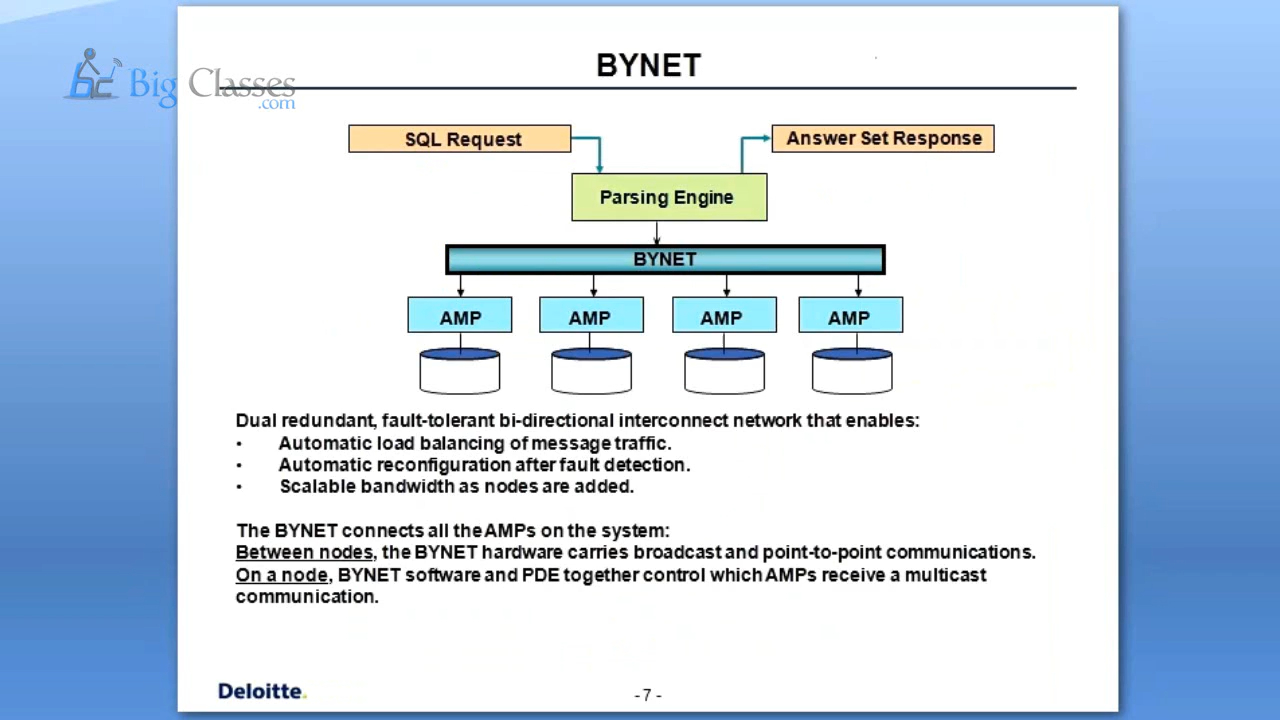 BYNET
Big Classes
.com
SQL Request
Answer Set Response
Parsing Engine
BYNET
AMP
AMP
AMP
AMP
Dual redundant, fault-tolerant bi-directional interconnect network that enables:
• Automatic load balancing of message traffic.
• Automatic reconfiguration after fault detection.
• Scalable bandwidth as nodes are added.
The BYNET connects all the AMPs on the system:
Between nodes, the BYNET hardware carries broadcast and point-to-point communications.
On a node, BYNET software and PDE together control which AMPs receive a multicast
communication.
Deloitte.
- 7 -